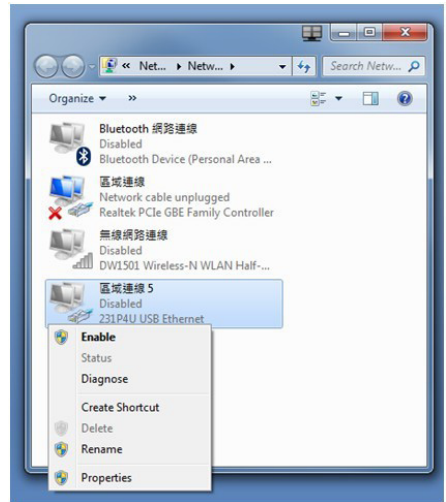 « Net... ▸ Netw... ▸
Search Netw...
Organize
»
Bluetooth 網路連線
Disabled
Bluetooth Device (Personal Area ...
區域連線
Network cable unplugged
Realtek PCIe GBE Family Controller
無線網路連線
Disabled
DW1501 Wireless-N WLAN Half-...
區域連線 5
Disabled
231P4U USB Ethernet
Enable
Status
Diagnose
Create Shortcut
Delete
Rename
Properties